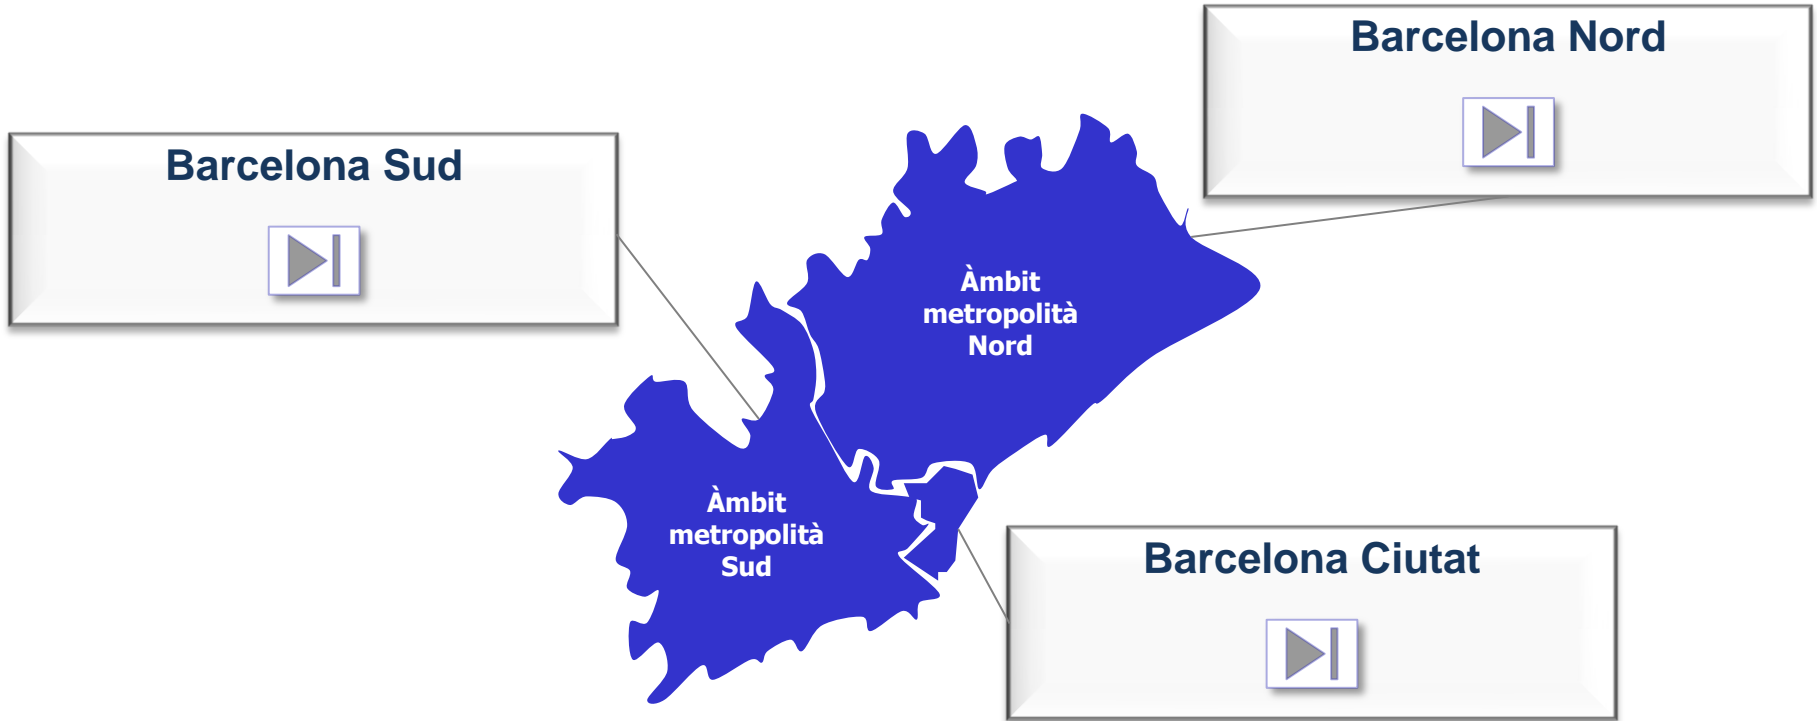 Barcelona Nord
Barcelona Sud
Àmbit
metropolità
Nord
Àmbit
metropolità
Sud
Barcelona Ciutat